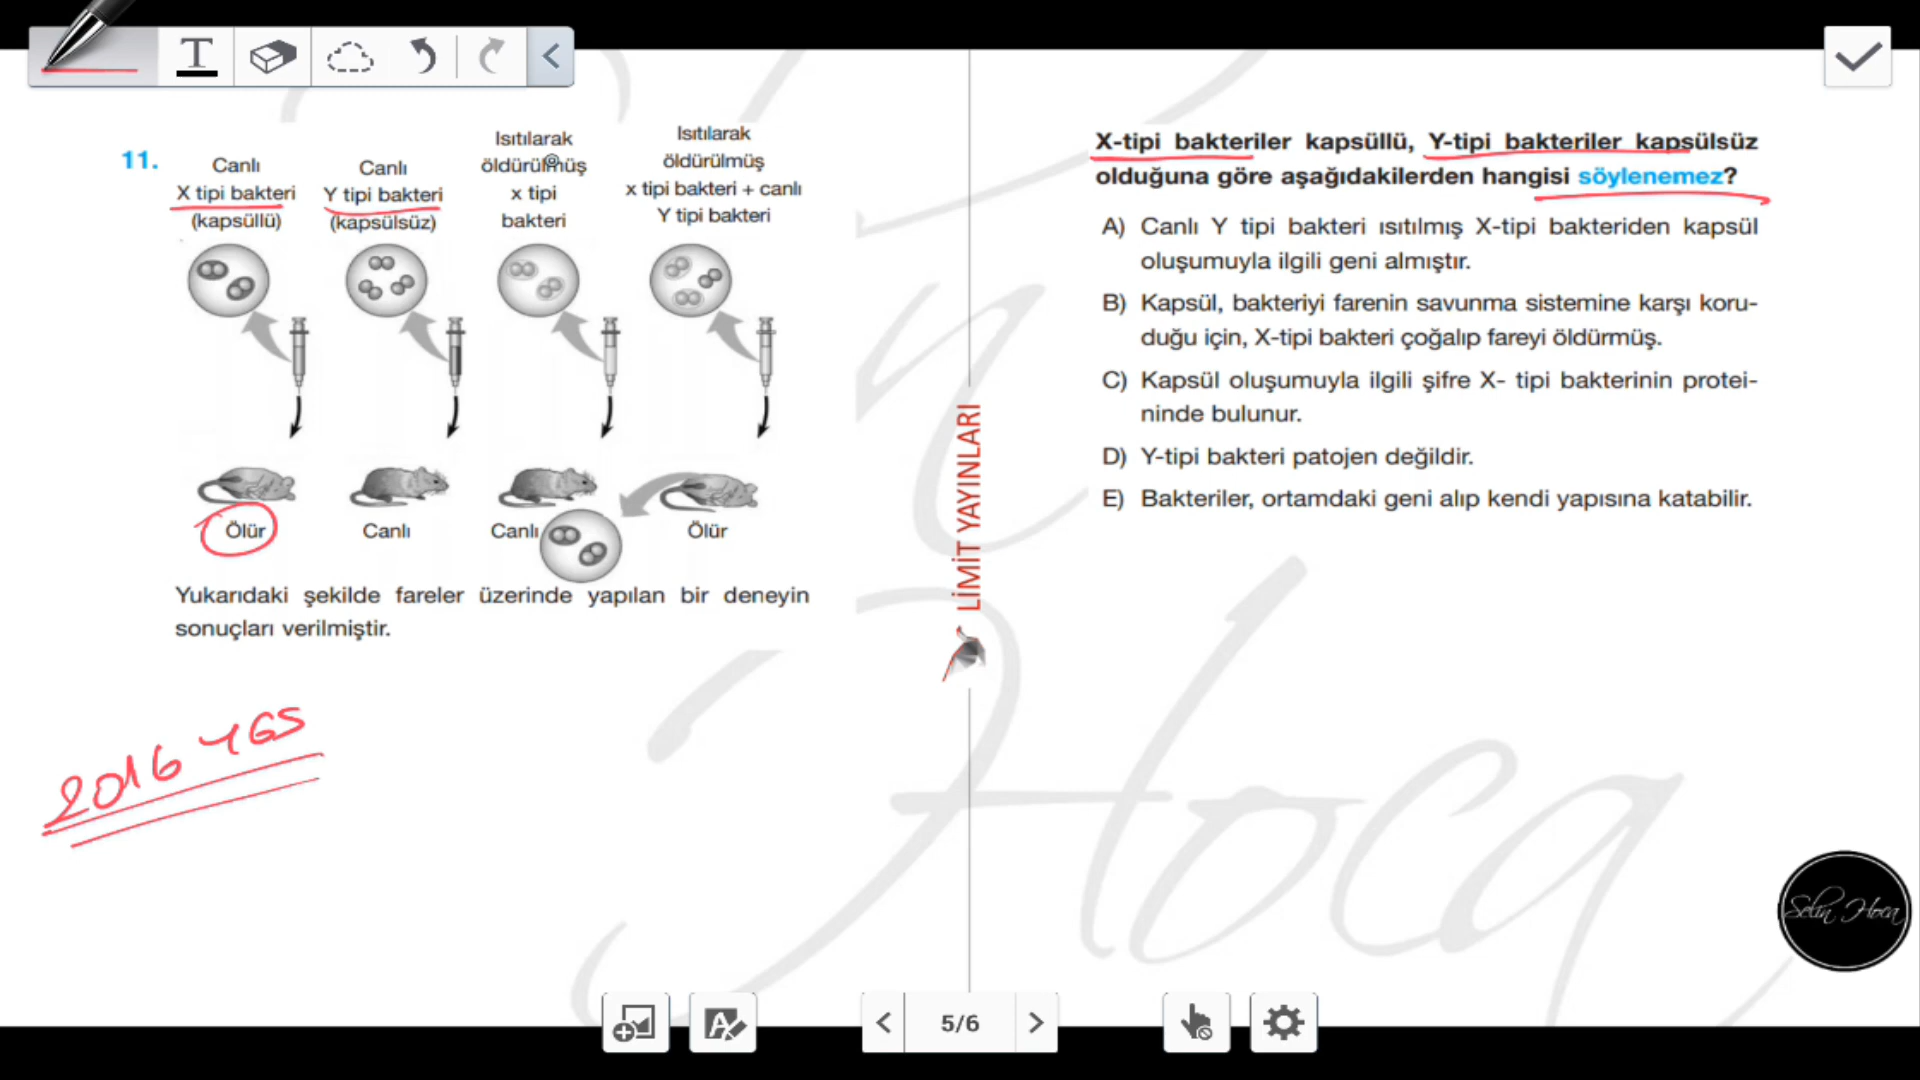 T
11.
Canlı
X tipi bakteri
(kapsüllü)
Canlı
Y tipi bakteri
(kapsülsüz)
Isıtılarak
öldürülmüş
x tipi
bakteri
Isıtılarak
öldürülmüş
x tipi bakteri + canlı
Y tipi bakteri
Ölür
Canlı
Canlı
Ölür
Yukarıdaki şekilde fareler üzerinde yapılan bir deneyin
sonuçları verilmiştir.
2016 YGS
LİMİT YAYINLARI
X-tipi bakteriler kapsüllü, Y-tipi bakteriler kapsülsüz
olduğuna göre aşağıdakilerden hangisi söylenemez?
A) Canlı Y tipi bakteri ısıtılmış X-tipi bakteriden kapsül
oluşumuyla ilgili geni almıştır.
B) Kapsül, bakteriyi farenin savunma sistemine karşı koru-
duğu için, X-tipi bakteri çoğalıp fareyi öldürmüş.
C) Kapsül oluşumuyla ilgili şifre X- tipi bakterinin protei-
ninde bulunur.
D) Y-tipi bakteri patojen değildir.
E) Bakteriler, ortamdaki geni alıp kendi yapısına katabilir.
Hoca
Selin Hoca
A
5/6